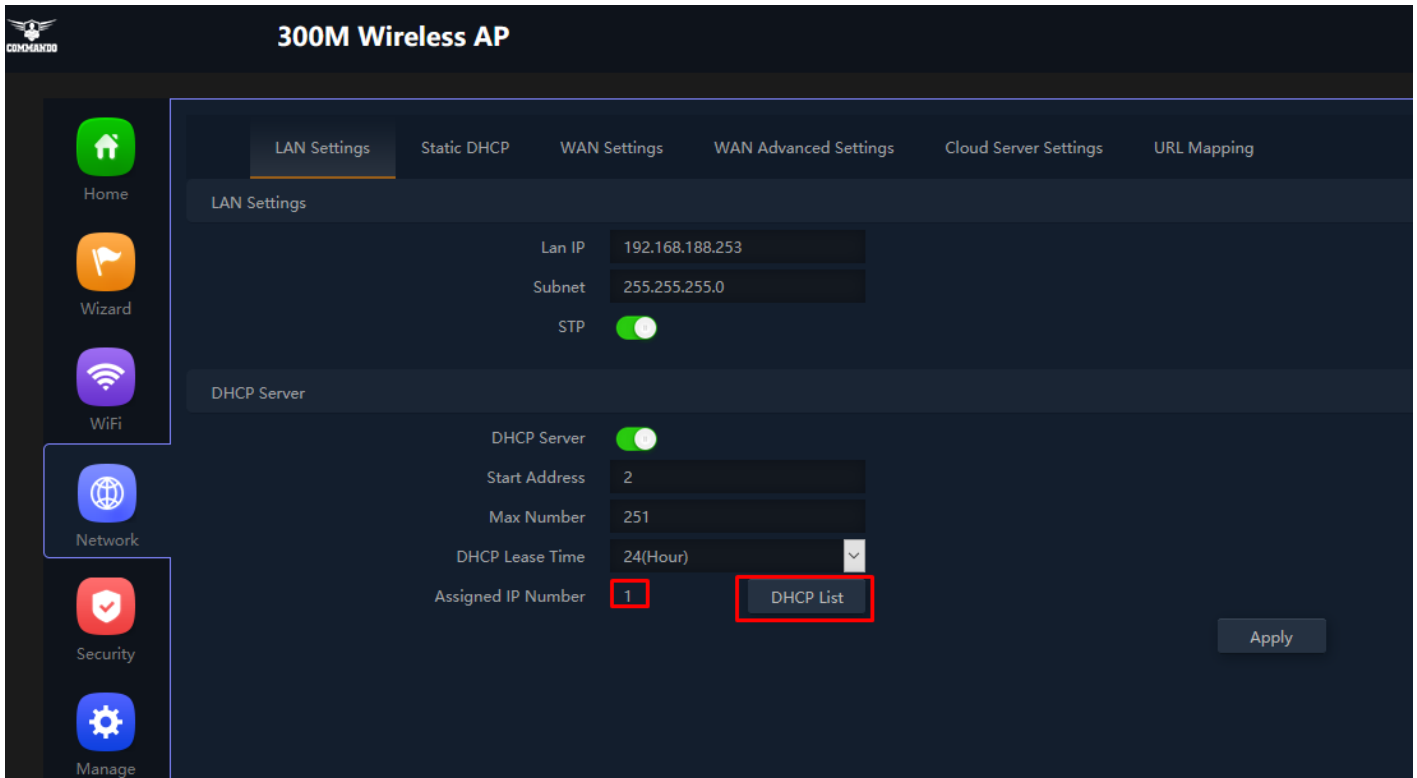 COMMANDO
300M Wireless AP
LAN Settings Static DHCP WAN Settings WAN Advanced Settings Cloud Server Settings URL Mapping
Home
LAN Settings
Lan IP 192.168.188.253
Subnet 255.255.255.0
Wizard
STP
DHCP Server
WiFi
DHCP Server
Start Address 2
Max Number 251
Network
DHCP Lease Time 24(Hour)
Assigned IP Number 1 DHCP List
Apply
Security
Manage